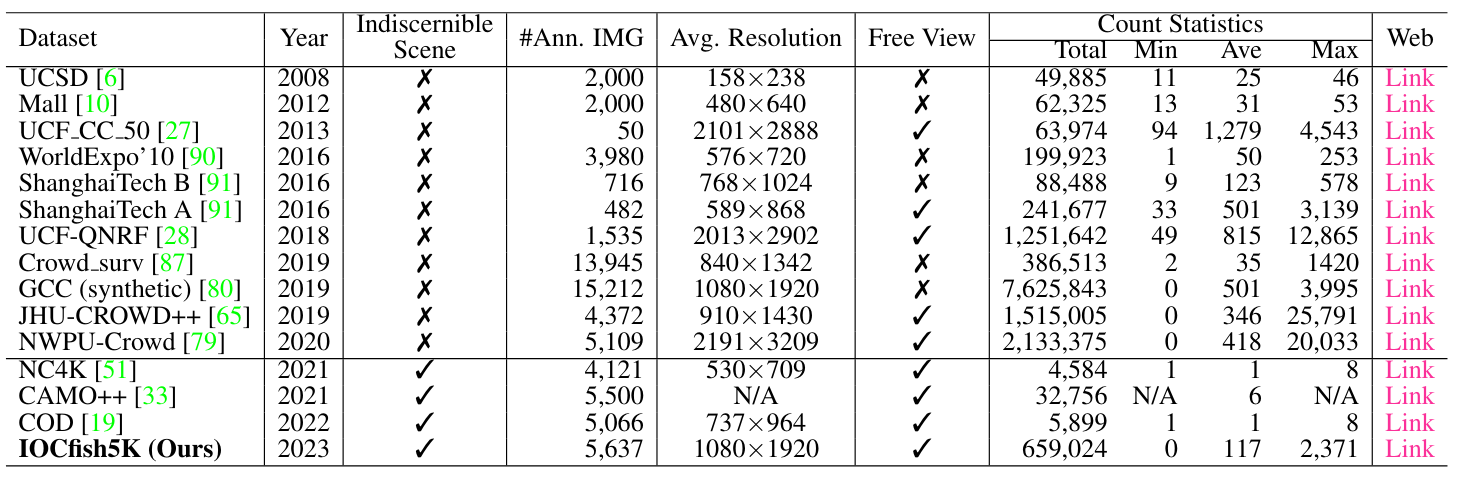 Dataset Year Indiscernible Scene #Ann. IMG Avg. Resolution Free View Count Statistics Web
Total Min Ave Max
UCSD [6] 2008 ✗ 2,000 158×238 ✗ 49,885 11 25 46 Link
Mall [10] 2012 ✗ 2,000 480×640 ✗ 62,325 13 31 53 Link
UCF_CC_50 [27] 2013 ✗ 50 2101×2888 ✓ 63,974 94 1,279 4,543 Link
WorldExpo'10 [90] 2016 ✗ 3,980 576×720 ✗ 199,923 1 50 253 Link
ShanghaiTech B [91] 2016 ✗ 716 768×1024 ✗ 88,488 9 123 578 Link
ShanghaiTech A [91] 2016 ✗ 482 589×868 ✓ 241,677 33 501 3,139 Link
UCF-QNRF [28] 2018 ✗ 1,535 2013×2902 ✓ 1,251,642 49 815 12,865 Link
Crowd_surv [87] 2019 ✗ 13,945 840×1342 ✗ 386,513 2 35 1420 Link
GCC (synthetic) [80] 2019 ✗ 15,212 1080×1920 ✗ 7,625,843 0 501 3,995 Link
JHU-CROWD++ [65] 2019 ✗ 4,372 910×1430 ✓ 1,515,005 0 346 25,791 Link
NWPU-Crowd [79] 2020 ✗ 5,109 2191×3209 ✓ 2,133,375 0 418 20,033 Link
NC4K [51] 2021 ✓ 4,121 530×709 ✓ 4,584 1 1 8 Link
CAMO++ [33] 2021 ✓ 5,500 N/A ✓ 32,756 N/A 6 N/A Link
COD [19] 2022 ✓ 5,066 737×964 ✓ 5,899 1 1 8 Link
IOCfish5K (Ours) 2023 ✓ 5,637 1080×1920 ✓ 659,024 0 117 2,371 Link